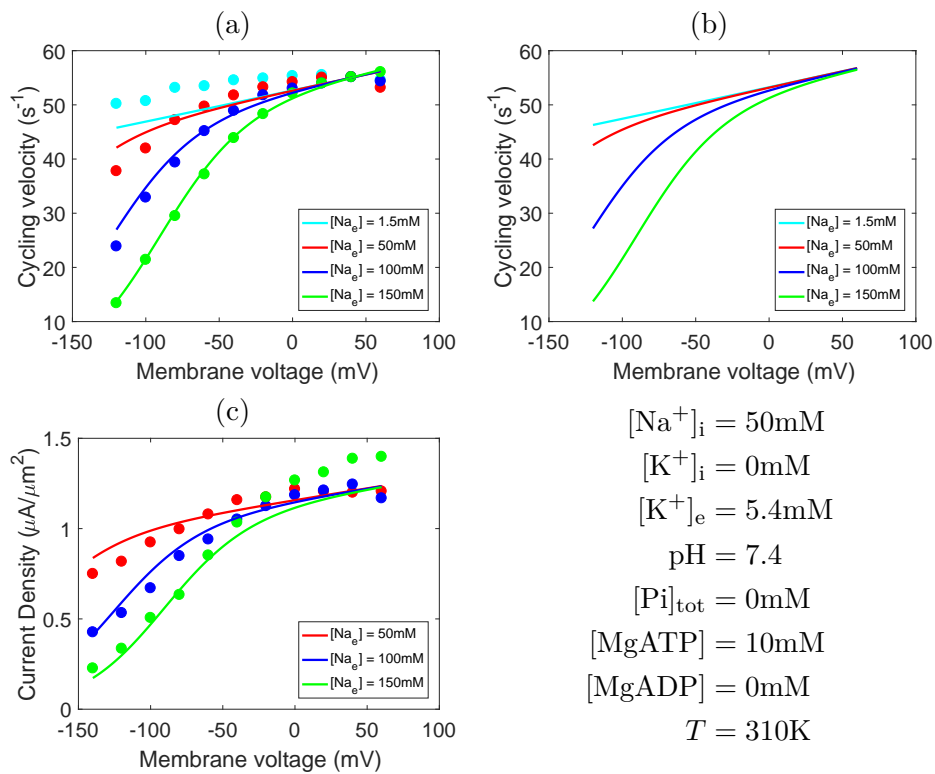 (a)
60
50
40
30
20
10
-150
-100
-50
0
50
100
Cycling velocity (s⁻¹)
Membrane voltage (mV)
[Naₑ] = 1.5mM
[Naₑ] = 50mM
[Naₑ] = 100mM
[Naₑ] = 150mM
(b)
60
50
40
30
20
10
-150
-100
-50
0
50
100
Cycling velocity (s⁻¹)
Membrane voltage (mV)
[Naₑ] = 1.5mM
[Naₑ] = 50mM
[Naₑ] = 100mM
[Naₑ] = 150mM
(c)
1.5
1
0.5
0
-150
-100
-50
0
50
100
Current Density (μA/μm²)
Membrane voltage (mV)
[Naₑ] = 50mM
[Naₑ] = 100mM
[Naₑ] = 150mM
[Na⁺]ᵢ = 50mM
[K⁺]ᵢ = 0mM
[K⁺]ₑ = 5.4mM
pH = 7.4
[Pi]ₜₒₜ = 0mM
[MgATP] = 10mM
[MgADP] = 0mM
T = 310K